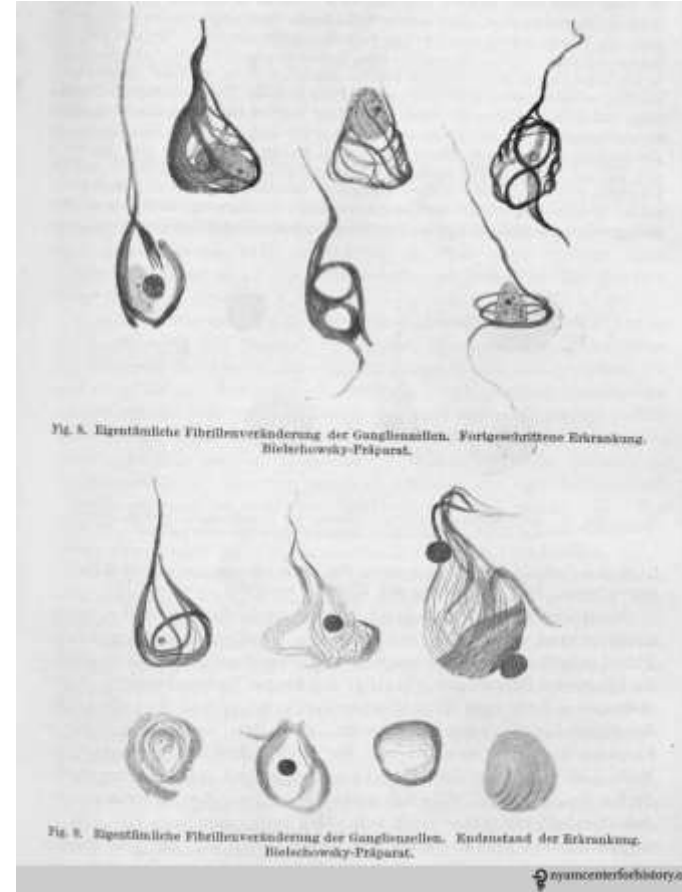 Fig. 8. Eigentümliche Fibrillenveränderung der Ganglienzellen. Fortgeschrittene Erkrankung.
Bielschowsky-Präparat.
Fig. 9. Eigentümliche Fibrillenveränderung der Ganglienzellen. Endzustand der Erkrankung.
Bielschowsky-Präparat.
nyamcenterforhistory.o